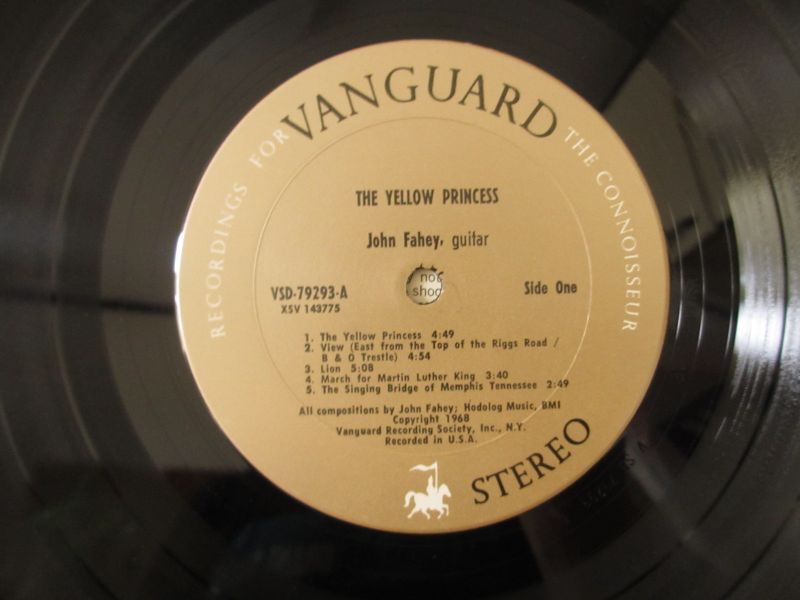 VANGUARD
RECORDINGS FOR THE CONNOISSEUR
THE YELLOW PRINCESS
John Fahey, guitar
VSD-79293-A
XSV 143775
Side One
1. The Yellow Princess 4:49
2. View (East from the Top of the Riggs Road /
B & O Trestle) 4:54
3. Lion 5:08
4. March for Martin Luther King 3:40
5. The Singing Bridge of Memphis Tennessee 2:49
All compositions by John Fahey; Hodolog Music, BMI
Copyright 1968
Vanguard Recording Society, Inc., N.Y.
Recorded in U.S.A.
STEREO